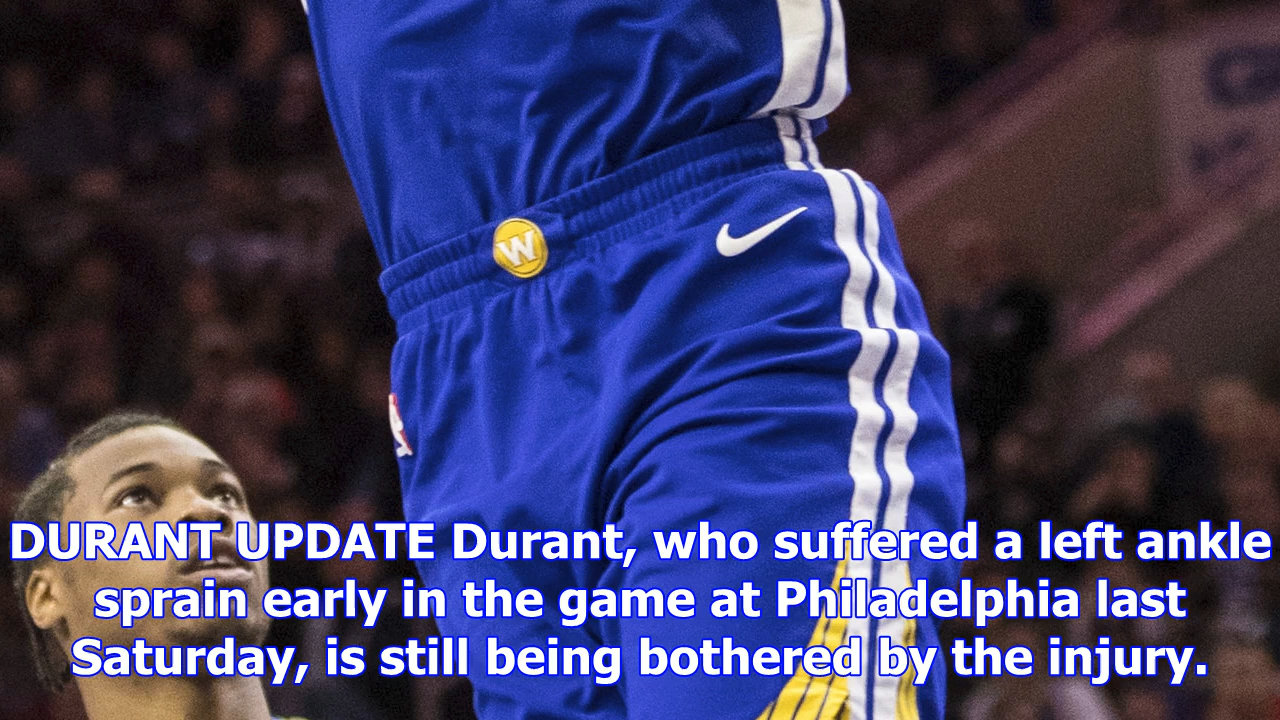 W
DURANT UPDATE Durant, who suffered a left ankle
sprain early in the game at Philadelphia last
Saturday, is still being bothered by the injury.